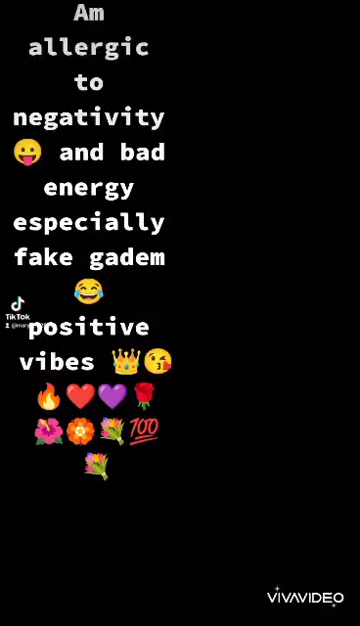 Am
allergic
to
negativity
😛 and bad
energy
especially
fake gadem
😂
positive
vibes 👑😘
🔥❤️💜🌹
🌺🏵️💐💯
💐
TikTok
VIVAVIDEO